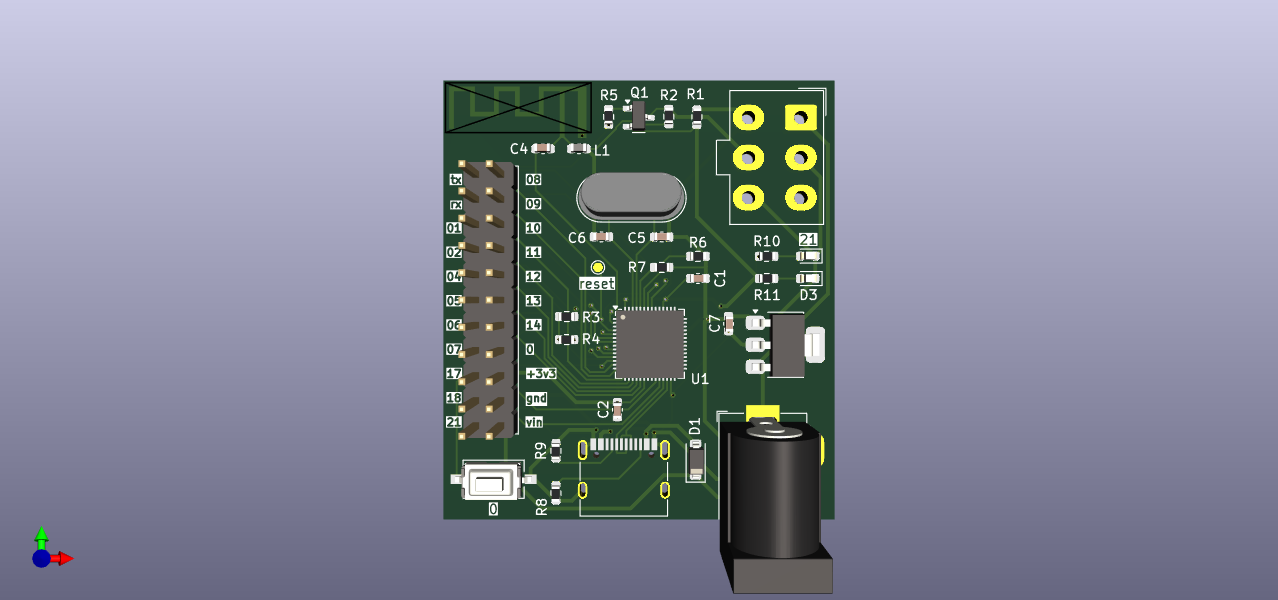 R5 Q1 R2 R1
C4 L1
tx 08
rx 09
01 10
02 11
04 12
05 13
06 14
07 0
17 +3v3
18 gnd
21 vin
C6 C5 R6
R10 21
R7 C1
reset
R11 D3
R3
R4
C7
U1
C2
D1
R9
R8
0